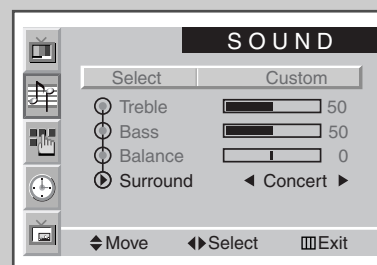 SOUND
Select Custom
Treble 50
Bass 50
Balance 0
Surround ◀ Concert ▶
Move Select Exit